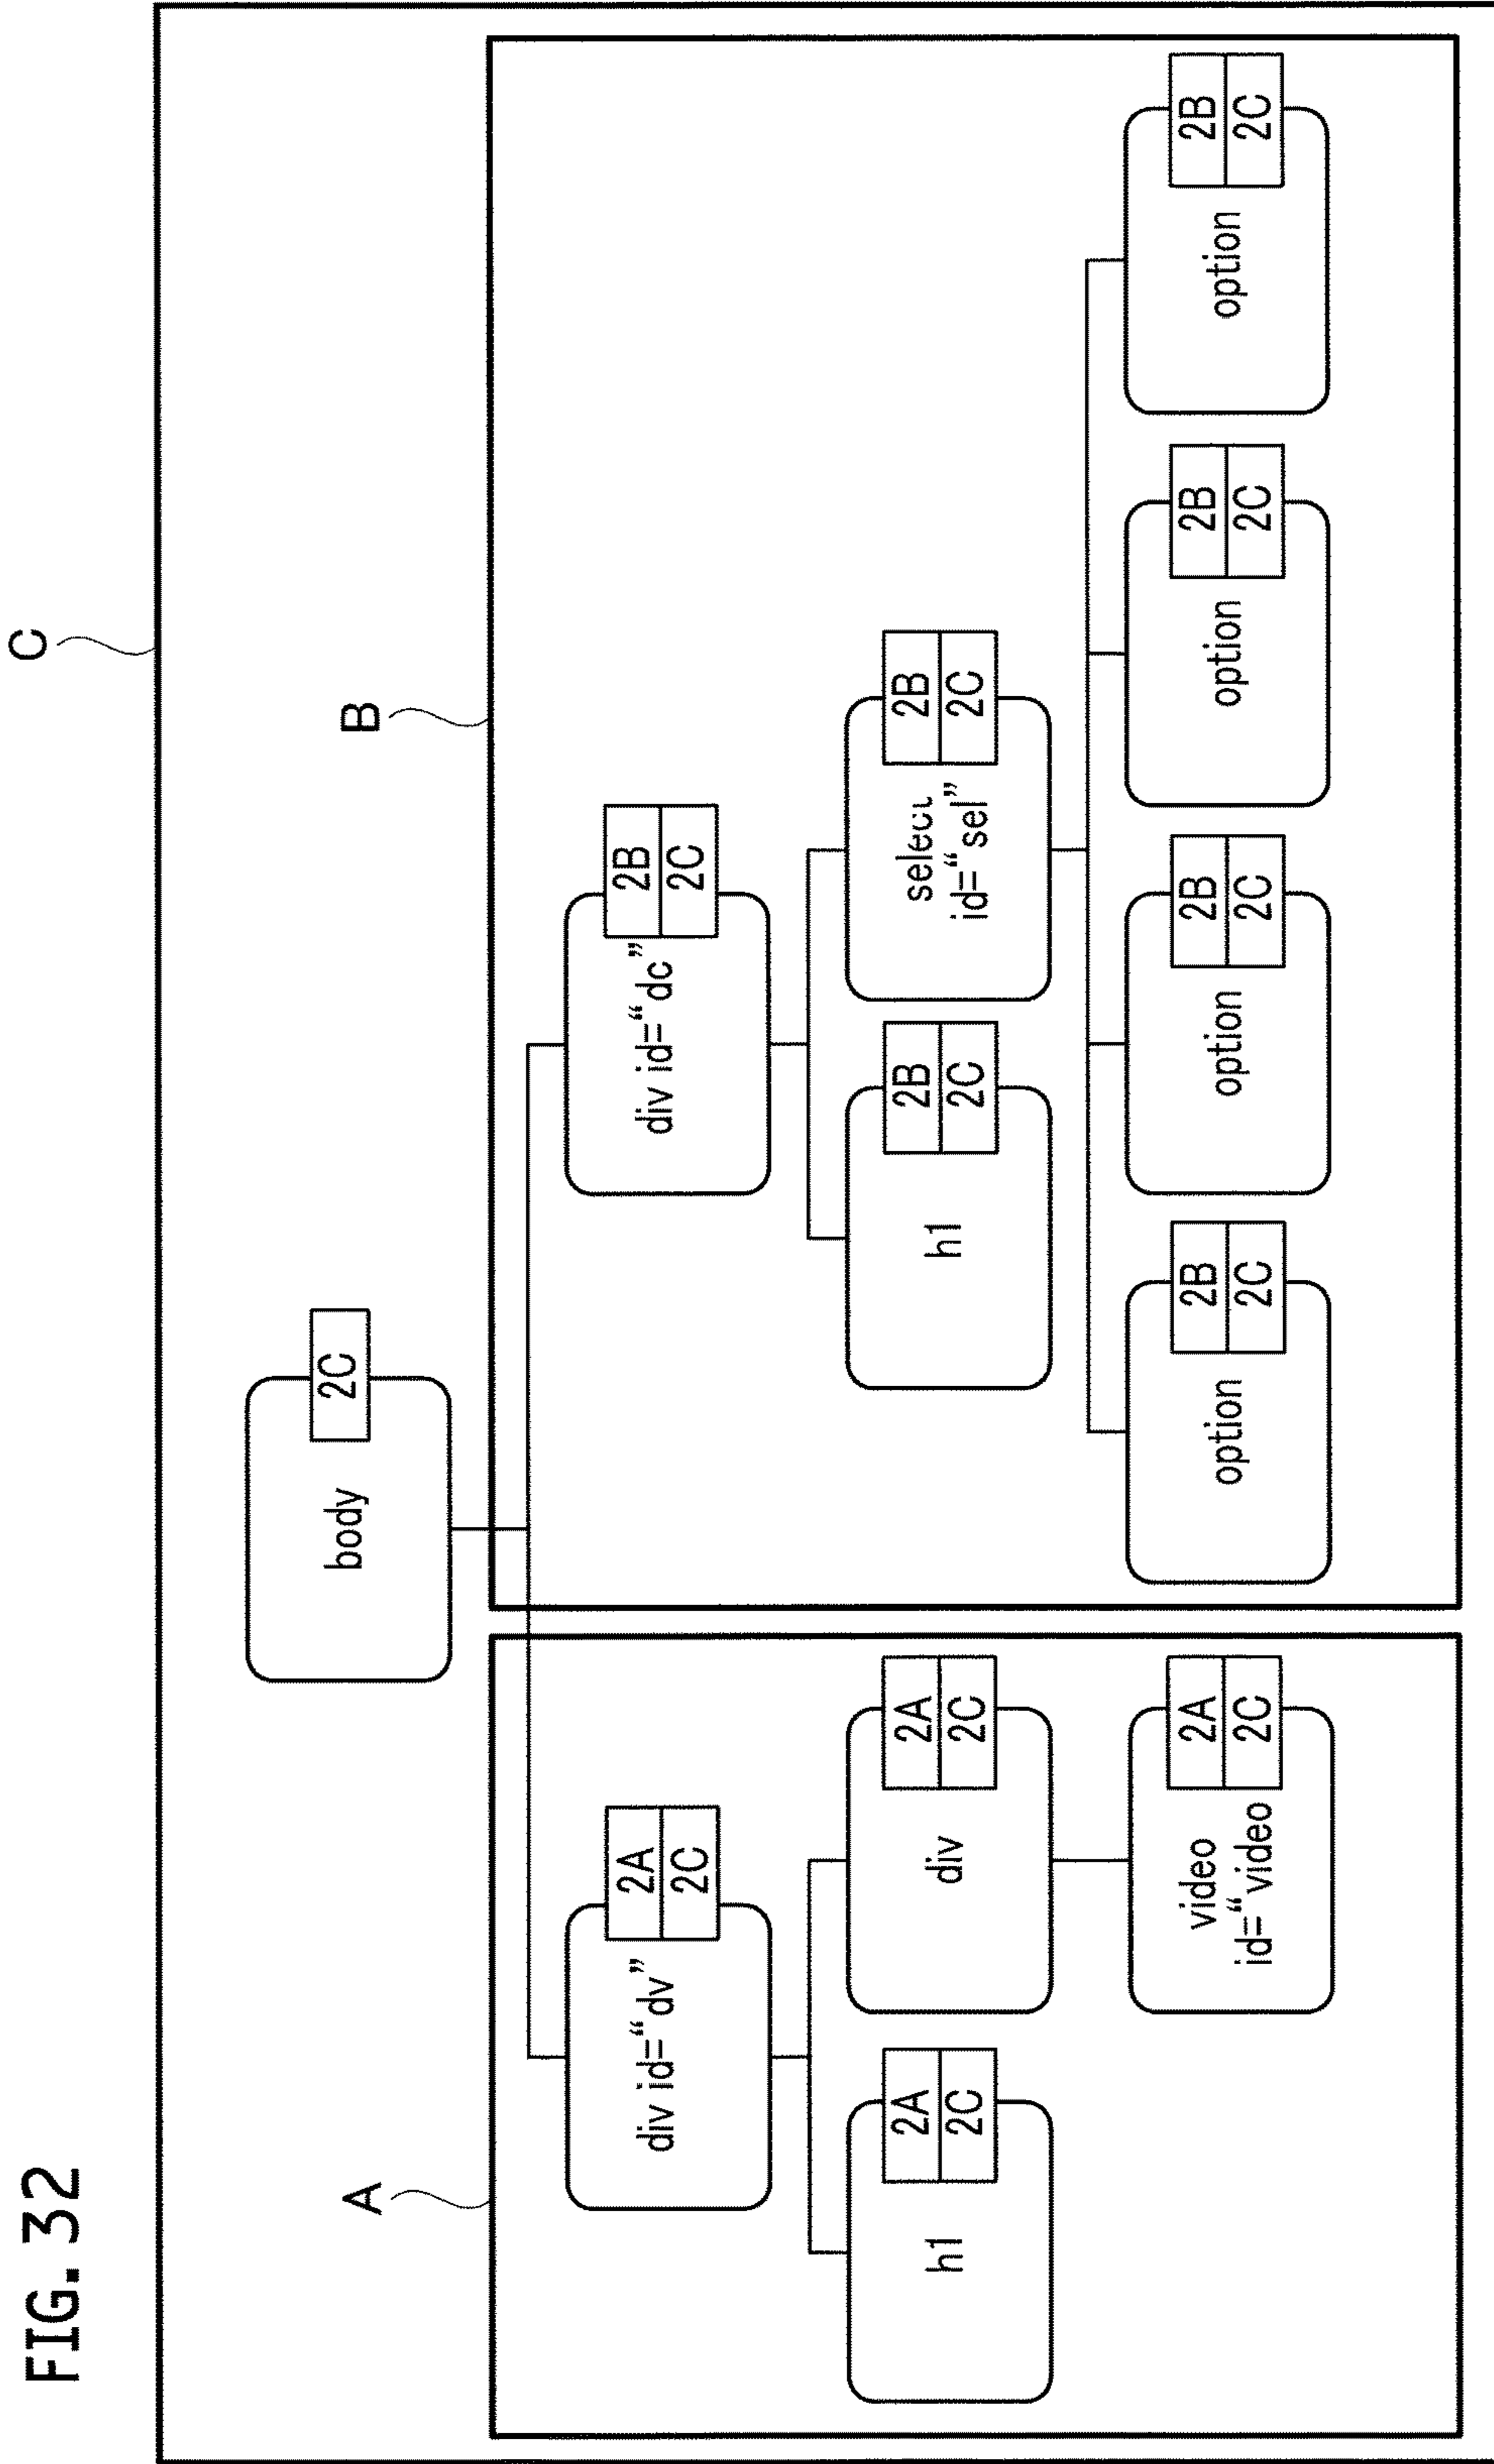 FIG. 32
C
body
2C
A
B
div id=“dv”
2A
2C
div id=“dc”
2B
2C
h1
2A
2C
div
2A
2C
h1
2B
2C
select
id=“sel”
2B
2C
video
id=“video
2A
2C
option
2B
2C
option
2B
2C
option
2B
2C
option
2B
2C